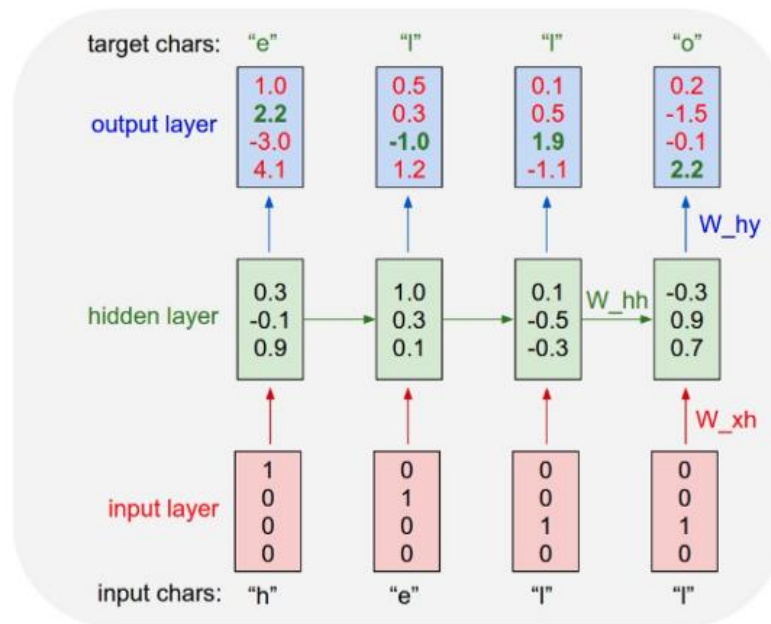 target chars: “e” “l” “l” “o”
output layer
1.0 0.5 0.1 0.2
2.2 0.3 0.5 -1.5
-3.0 -1.0 1.9 -0.1
4.1 1.2 -1.1 2.2
W_hy
hidden layer
0.3 1.0 0.1 -0.3
-0.1 0.3 -0.5 0.9
0.9 0.1 -0.3 0.7
W_hh
W_xh
input layer
1 0 0 0
0 1 0 0
0 0 1 1
0 0 0 0
input chars: “h” “e” “l” “l”